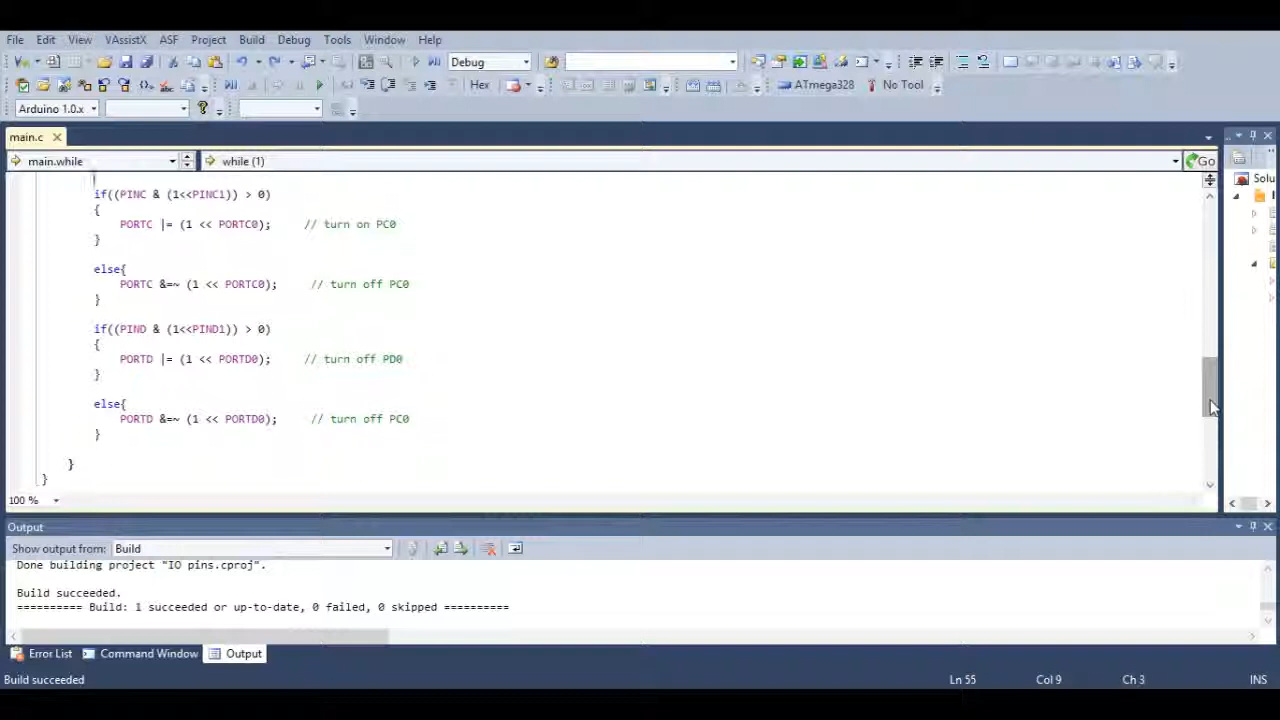 File Edit View VAssistX ASF Project Build Debug Tools Window Help
Debug
Hex ATmega328 No Tool
Arduino 1.0.x
main.c
main.while while (1) Go
if((PINC & (1<<PINC1)) > 0) Solu
{
PORTC |= (1 << PORTC0); // turn on PC0
}
else{
PORTC &=~ (1 << PORTC0); // turn off PC0
}
if((PIND & (1<<PIND1)) > 0)
{
PORTD |= (1 << PORTD0); // turn off PD0
}
else{
PORTD &=~ (1 << PORTD0); // turn off PC0
}
}
}
100 %
Output
Show output from: Build
Done building project "IO pins.cproj".
Build succeeded.
========== Build: 1 succeeded or up-to-date, 0 failed, 0 skipped ==========
Error List Command Window Output
Build succeeded Ln 55 Col 9 Ch 3 INS